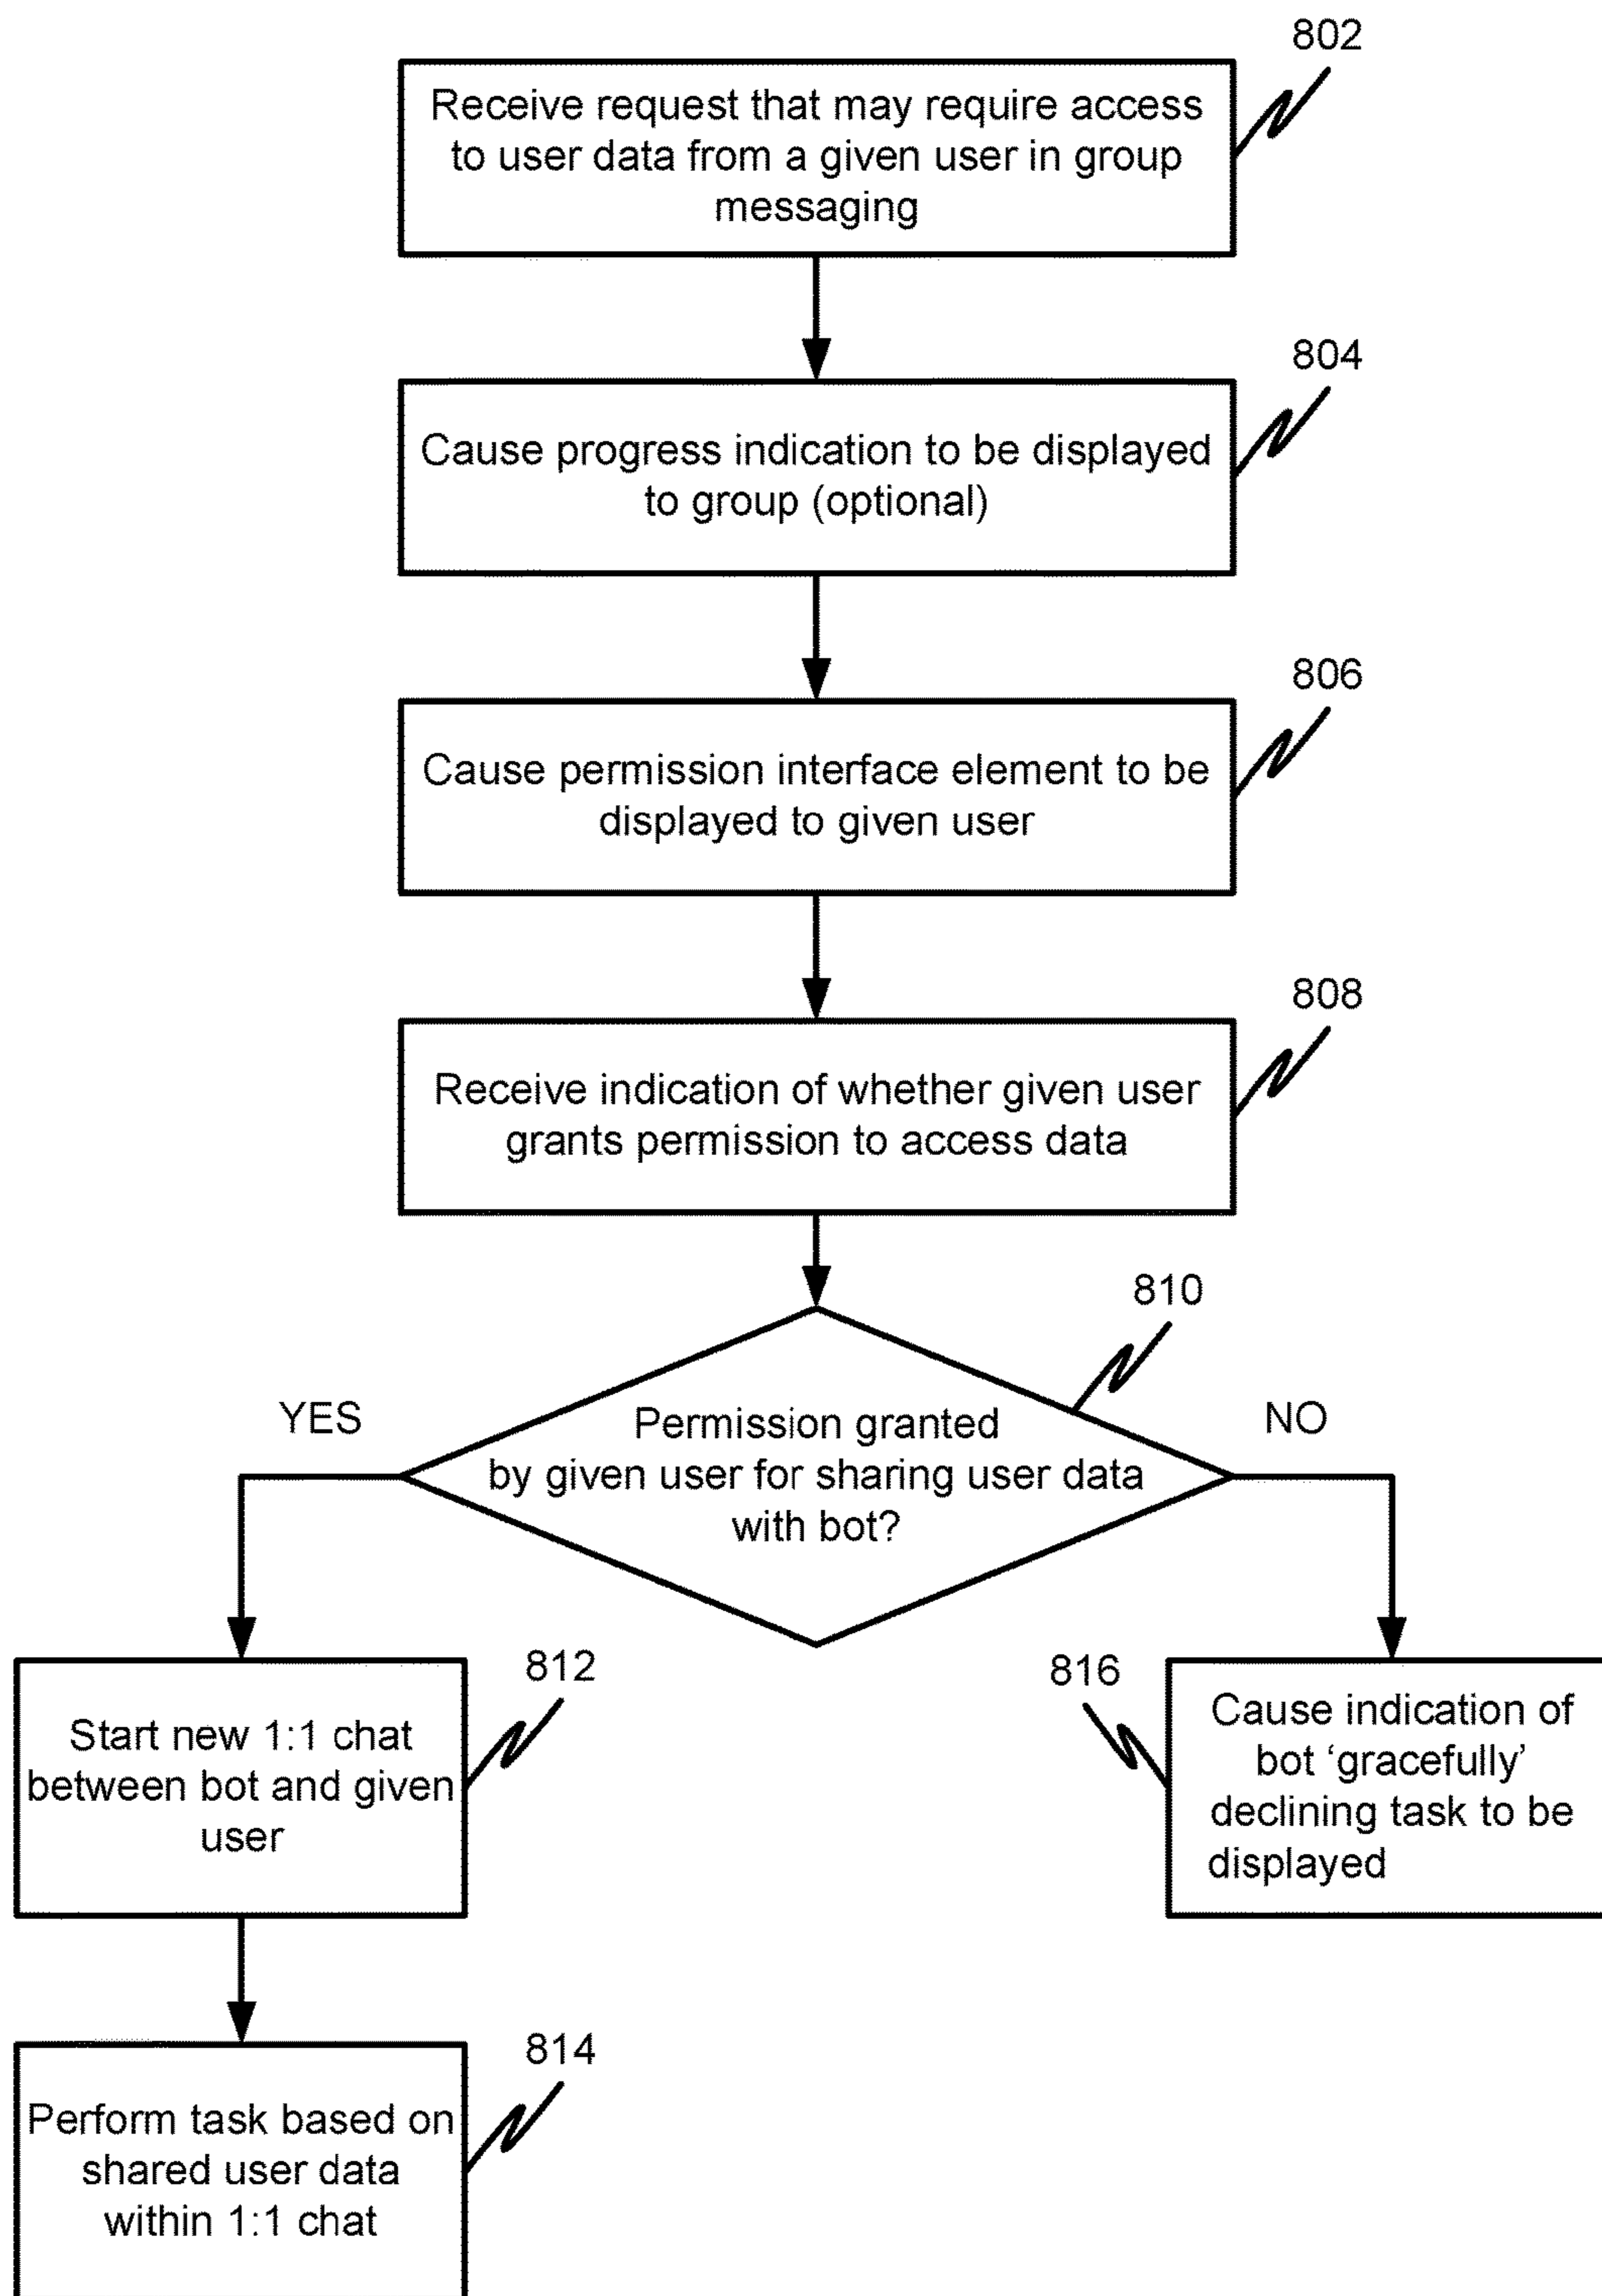 802
Receive request that may require access
to user data from a given user in group
messaging
804
Cause progress indication to be displayed
to group (optional)
806
Cause permission interface element to be
displayed to given user
808
Receive indication of whether given user
grants permission to access data
810
YES
Permission granted
by given user for sharing user data
with bot?
NO
812
Start new 1:1 chat
between bot and given
user
816
Cause indication of
bot ‘gracefully’
declining task to be
displayed
814
Perform task based on
shared user data
within 1:1 chat